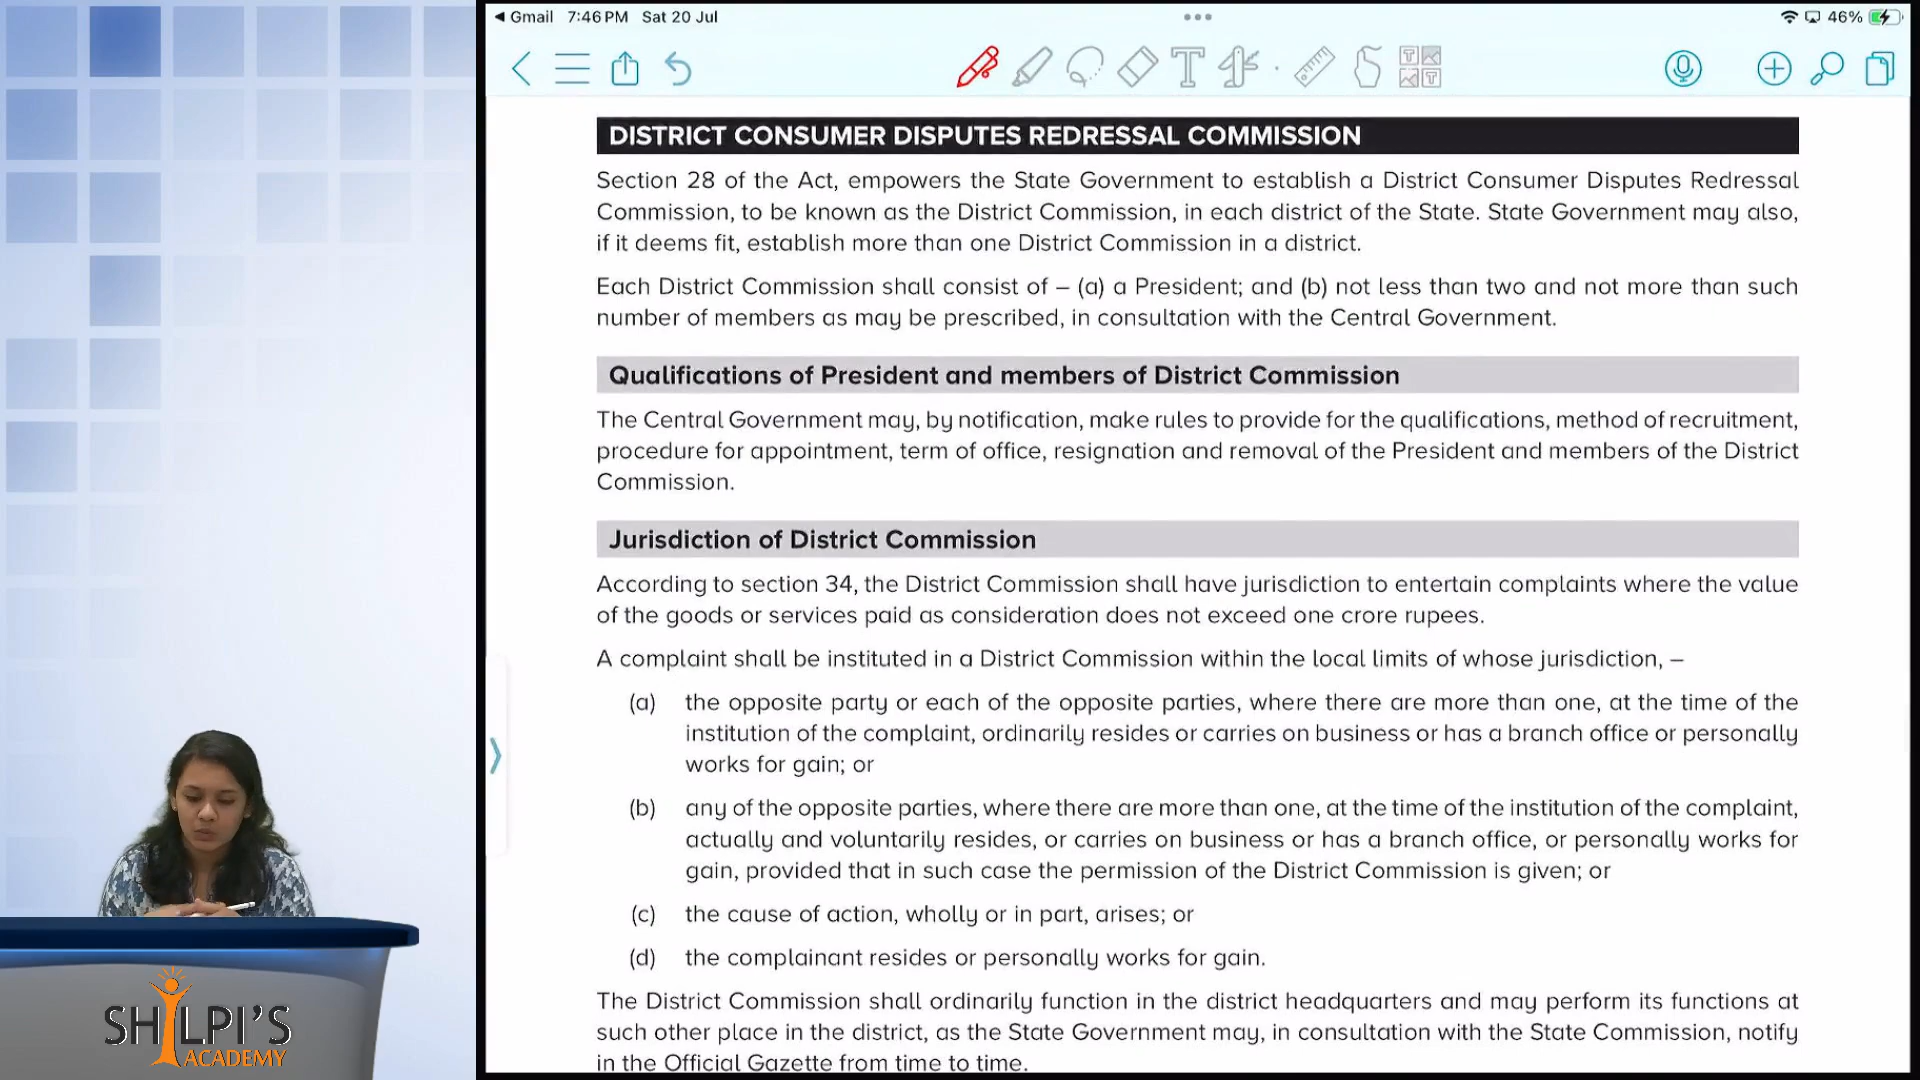 Gmail 7:46 PM Sat 20 Jul
46%
DISTRICT CONSUMER DISPUTES REDRESSAL COMMISSION
Section 28 of the Act, empowers the State Government to establish a District Consumer Disputes Redressal
Commission, to be known as the District Commission, in each district of the State. State Government may also,
if it deems fit, establish more than one District Commission in a district.
Each District Commission shall consist of – (a) a President; and (b) not less than two and not more than such
number of members as may be prescribed, in consultation with the Central Government.
Qualifications of President and members of District Commission
The Central Government may, by notification, make rules to provide for the qualifications, method of recruitment,
procedure for appointment, term of office, resignation and removal of the President and members of the District
Commission.
Jurisdiction of District Commission
According to section 34, the District Commission shall have jurisdiction to entertain complaints where the value
of the goods or services paid as consideration does not exceed one crore rupees.
A complaint shall be instituted in a District Commission within the local limits of whose jurisdiction, –
(a) the opposite party or each of the opposite parties, where there are more than one, at the time of the
institution of the complaint, ordinarily resides or carries on business or has a branch office or personally
works for gain; or
(b) any of the opposite parties, where there are more than one, at the time of the institution of the complaint,
actually and voluntarily resides, or carries on business or has a branch office, or personally works for
gain, provided that in such case the permission of the District Commission is given; or
(c) the cause of action, wholly or in part, arises; or
(d) the complainant resides or personally works for gain.
The District Commission shall ordinarily function in the district headquarters and may perform its functions at
such other place in the district, as the State Government may, in consultation with the State Commission, notify
in the Official Gazette from time to time.
SHILPI'S
ACADEMY